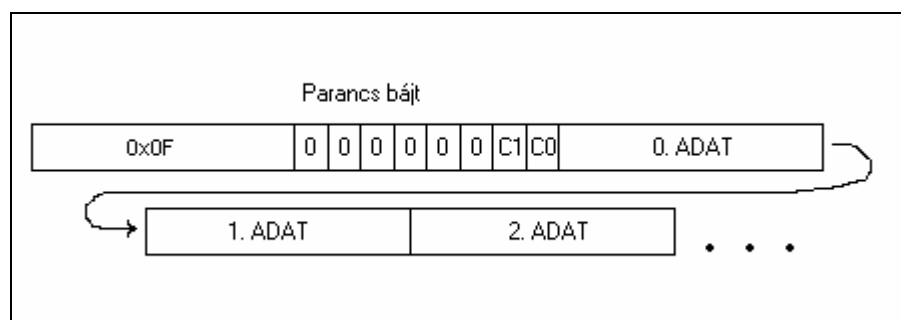 Parancs bájt
0x0F 0 0 0 0 0 0 C1 C0 0. ADAT
1. ADAT 2. ADAT . . .